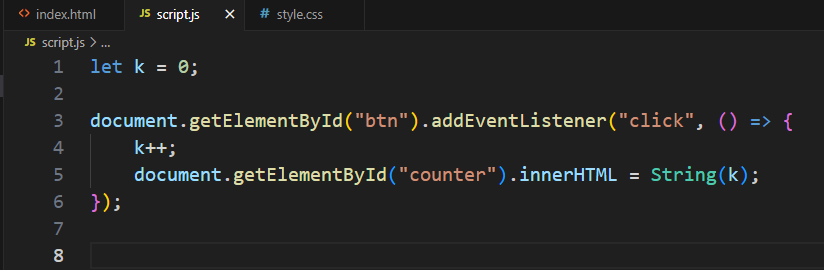 <> index.html JS script.js × # style.css
JS script.js > ...
1 let k = 0;
2
3 document.getElementById("btn").addEventListener("click", () => {
4     k++;
5     document.getElementById("counter").innerHTML = String(k);
6 });
7
8